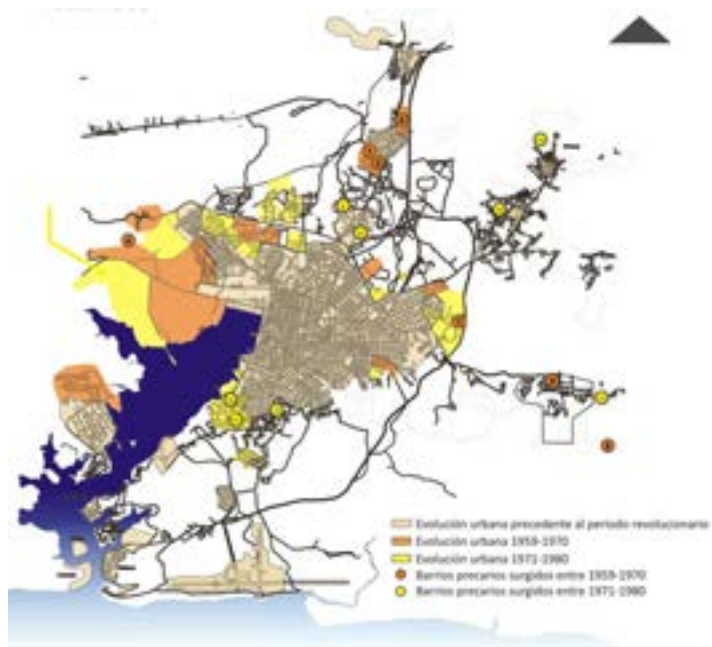 Evolución urbana precedente al periodo revolucionario
Evolución urbana 1959-1970
Evolución urbana 1971-1980
Barrios precarios surgidos entre 1959-1970
Barrios precarios surgidos entre 1971-1980